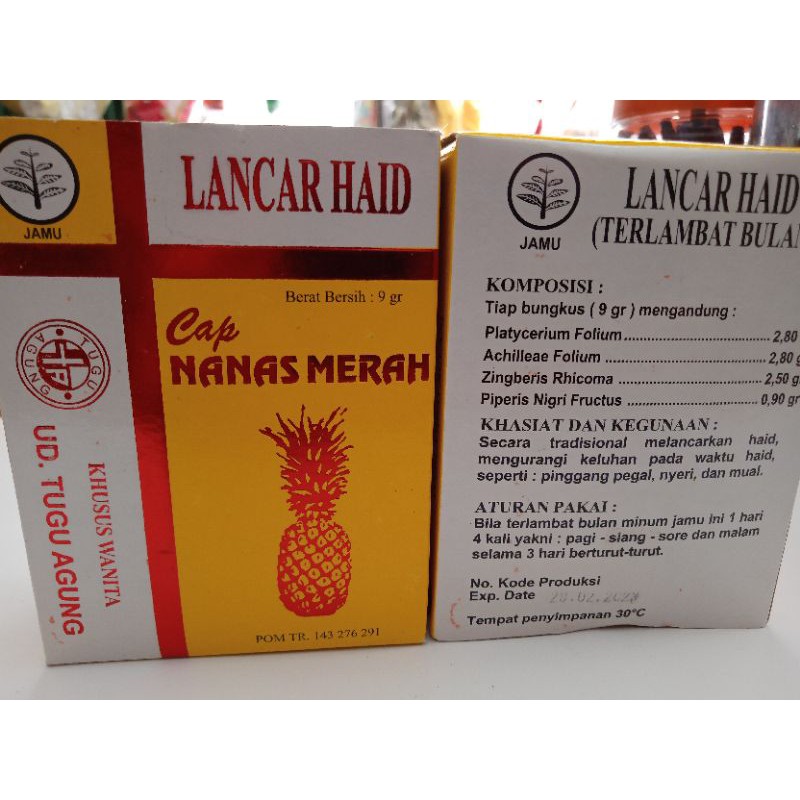 JAMU
LANCAR HAID
Berat Bersih : 9 gr
Cap
NANAS MERAH
TUGU
AGUNG
KHUSUS WANITA
UD. TUGU AGUNG
POM TR. 143 276 291
JAMU
LANCAR HAID
(TERLAMBAT BULAN
KOMPOSISI :
Tiap bungkus ( 9 gr ) mengandung :
Platycerium Folium.................................. 2,80
Achilleae Folium ...................................... 2,80 g
Zingberis Rhicoma .................................. 2,50 gr
Piperis Nigri Fructus ................................0,90 gr
KHASIAT DAN KEGUNAAN :
Secara tradisional melancarkan haid,
mengurangi keluhan pada waktu haid,
seperti : pinggang pegal, nyeri, dan mual.
ATURAN PAKAI :
Bila terlambat bulan minum jamu ini 1 hari
4 kali yakni : pagi - siang - sore dan malam
selama 3 hari berturut-turut.
No. Kode Produksi
Exp. Date
Tempat penyimpanan 30°C